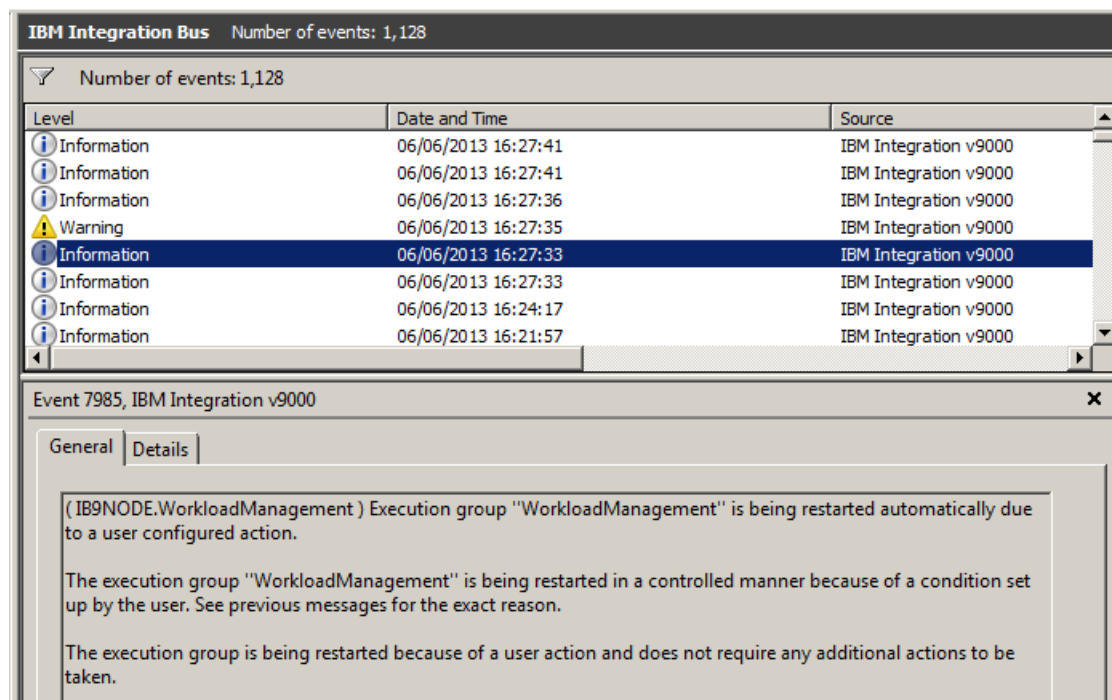 IBM Integration Bus Number of events: 1,128
Number of events: 1,128
Level Date and Time Source
Information 06/06/2013 16:27:41 IBM Integration v9000
Information 06/06/2013 16:27:41 IBM Integration v9000
Information 06/06/2013 16:27:36 IBM Integration v9000
Warning 06/06/2013 16:27:35 IBM Integration v9000
Information 06/06/2013 16:27:33 IBM Integration v9000
Information 06/06/2013 16:27:33 IBM Integration v9000
Information 06/06/2013 16:24:17 IBM Integration v9000
Information 06/06/2013 16:21:57 IBM Integration v9000
Event 7985, IBM Integration v9000
General Details
( IB9NODE.WorkloadManagement ) Execution group ''WorkloadManagement'' is being restarted automatically due
to a user configured action.
The execution group ''WorkloadManagement'' is being restarted in a controlled manner because of a condition set
up by the user. See previous messages for the exact reason.
The execution group is being restarted because of a user action and does not require any additional actions to be
taken.